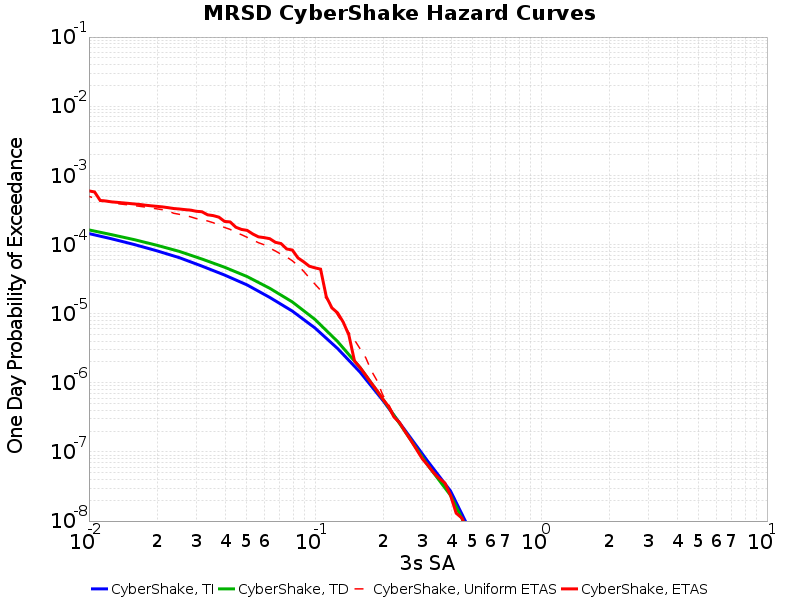 MRSD CyberShake Hazard Curves
10^-1
10^-2
10^-3
10^-4
10^-5
10^-6
10^-7
10^-8
One Day Probability of Exceedance
10^-2 2 3 4 5 6 10^-1 2 3 4 5 6 7 10^0 2 3 4 5 6 7 10^1
3s SA
CyberShake, TI CyberShake, TD CyberShake, Uniform ETAS CyberShake, ETAS